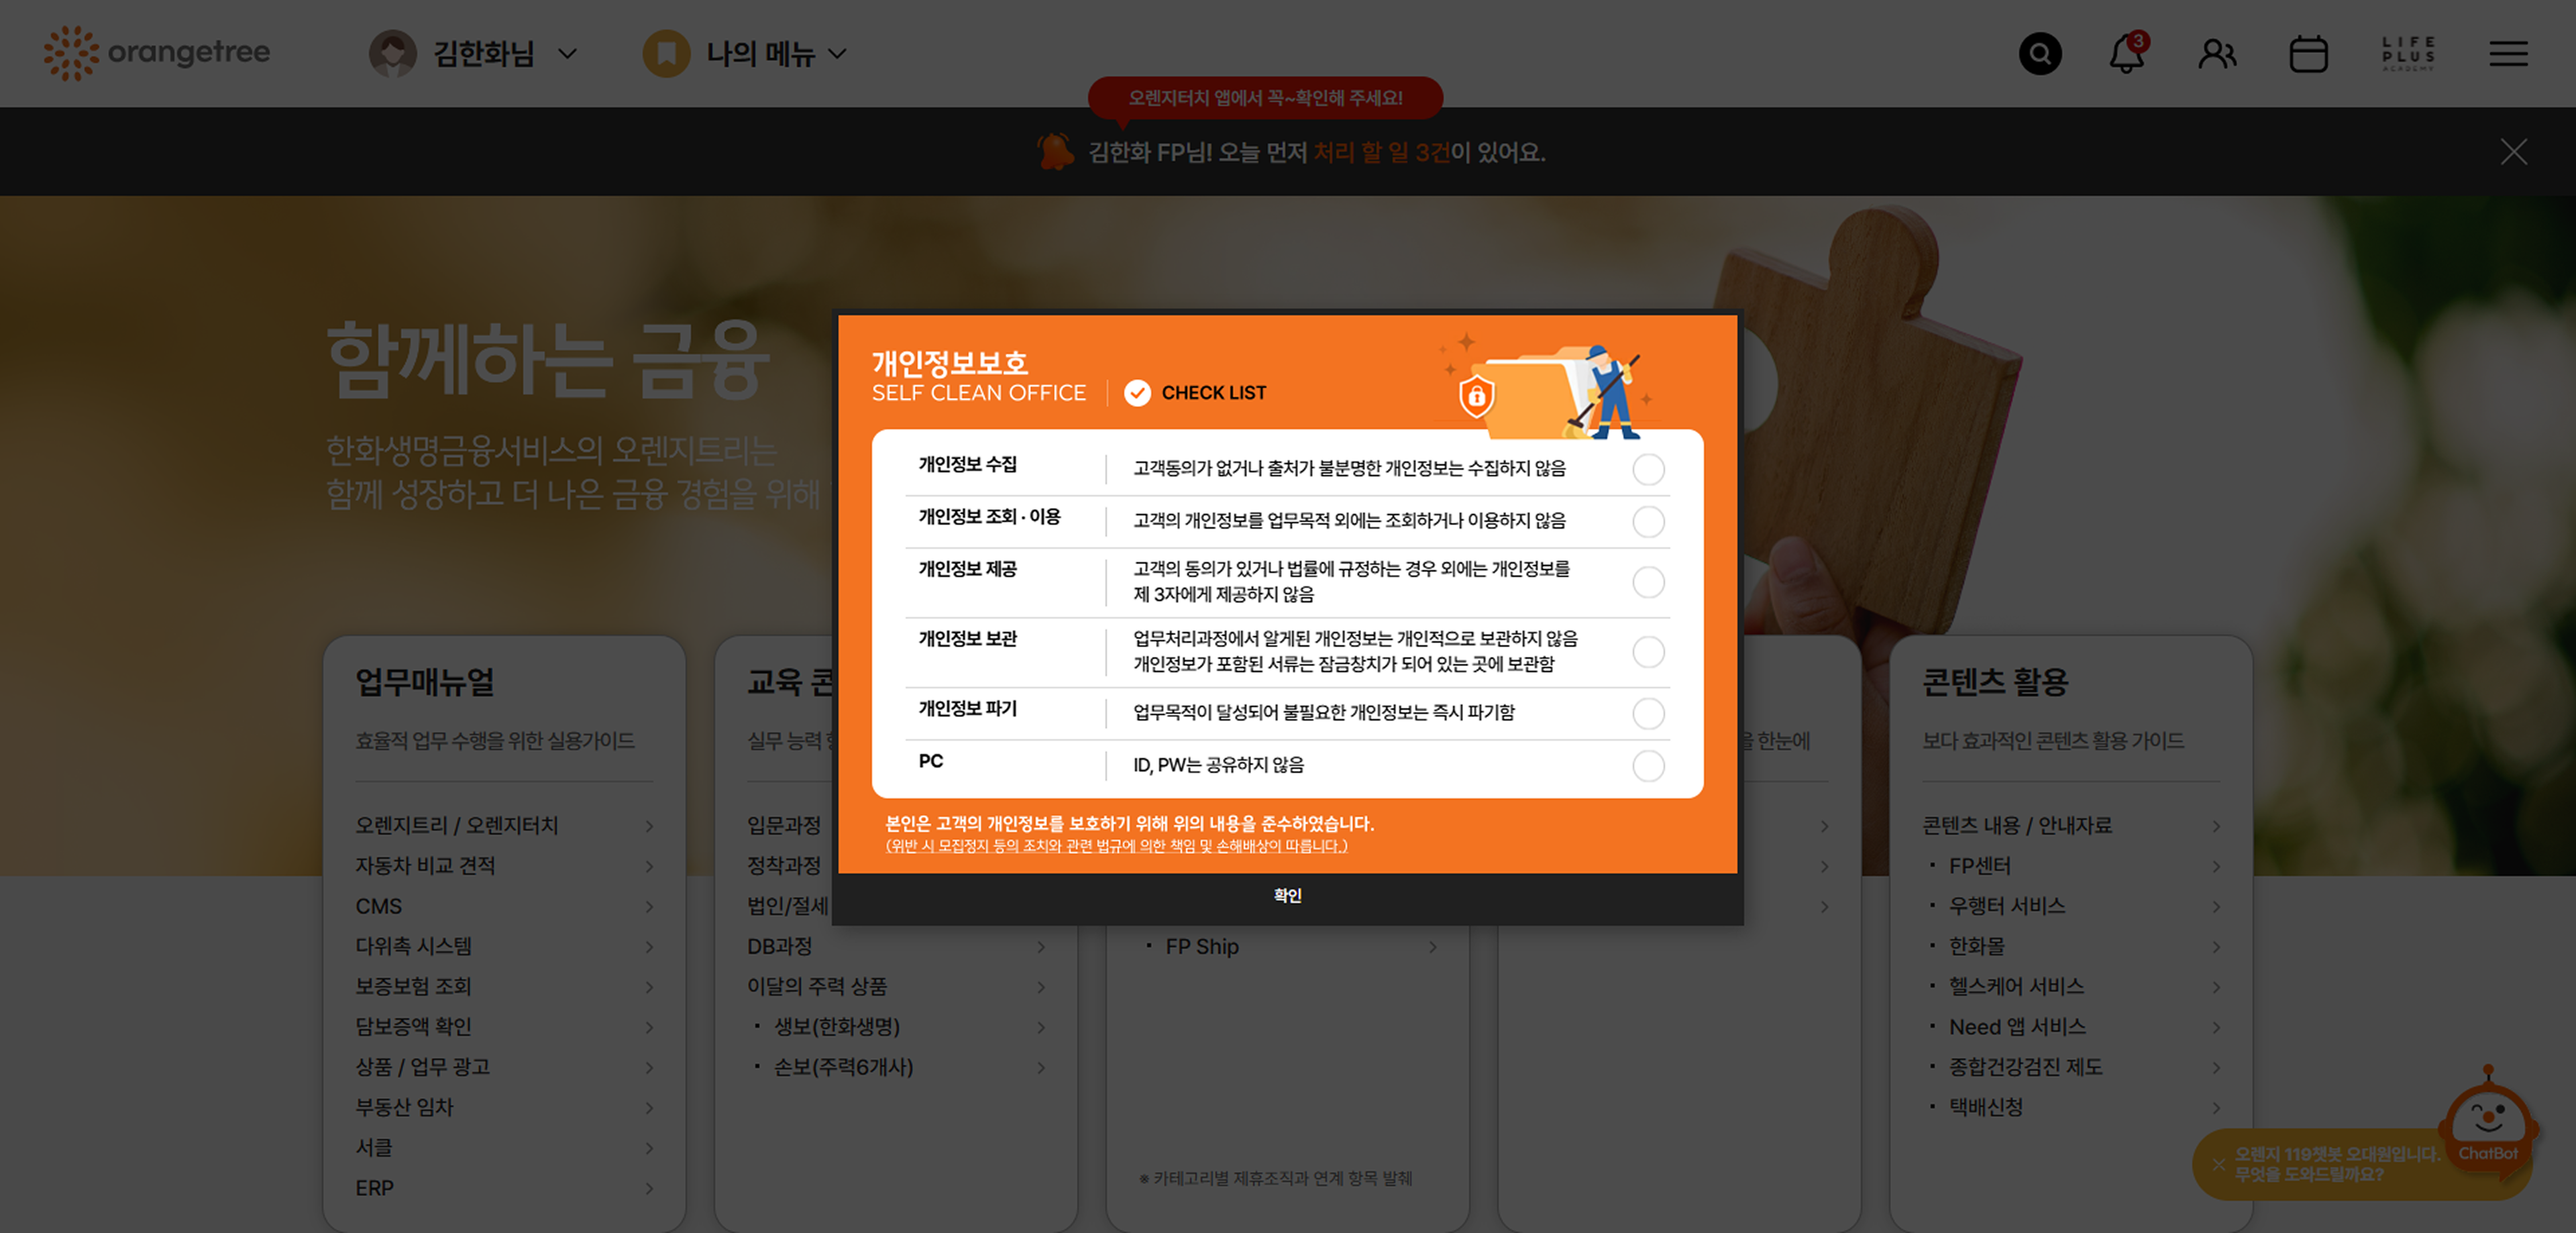 orangetree
김한화님
나의 메뉴
3
LIFE
PLUS
ACADEMY
오렌지터치 앱에서 꼭~확인해 주세요!
김한화 FP님! 오늘 먼저 처리 할 일 3건이 있어요.
함께하는 금융
한화생명금융서비스의 오렌지트리는
함께 성장하고 더 나은 금융 경험을 위해
개인정보보호
SELF CLEAN OFFICE
CHECK LIST
개인정보 수집
고객동의가 없거나 출처가 불분명한 개인정보는 수집하지 않음
개인정보 조회 · 이용
고객의 개인정보를 업무목적 외에는 조회하거나 이용하지 않음
개인정보 제공
고객의 동의가 있거나 법률에 규정하는 경우 외에는 개인정보를
제 3자에게 제공하지 않음
개인정보 보관
업무처리과정에서 알게된 개인정보는 개인적으로 보관하지 않음
개인정보가 포함된 서류는 잠금창치가 되어 있는 곳에 보관함
개인정보 파기
업무목적이 달성되어 불필요한 개인정보는 즉시 파기함
PC
ID, PW는 공유하지 않음
본인은 고객의 개인정보를 보호하기 위해 위의 내용을 준수하였습니다.
(위반 시 모집정지 등의 조치와 관련 법규에 의한 책임 및 손해배상이 따릅니다.)
확인
업무매뉴얼
효율적 업무 수행을 위한 실용가이드
오렌지트리 / 오렌지터치
자동차 비교 견적
CMS
다위촉 시스템
보증보험 조회
담보증액 확인
상품 / 업무 광고
부동산 임차
서클
ERP
교육
실무 능력
입문과정
정착과정
법인/절세
DB과정
이달의 주력 상품
· 생보(한화생명)
· 손보(주력6개사)
· FP Ship
※ 카테고리별 제휴조직과 연계 항목 발췌
한눈에
콘텐츠 활용
보다 효과적인 콘텐츠 활용 가이드
콘텐츠 내용 / 안내자료
· FP센터
· 우행터 서비스
· 한화몰
· 헬스케어 서비스
· Need 앱 서비스
· 종합건강검진 제도
· 택배신청
오렌지 119챗봇 오대원입니다.
무엇을 도와드릴까요?
ChatBot